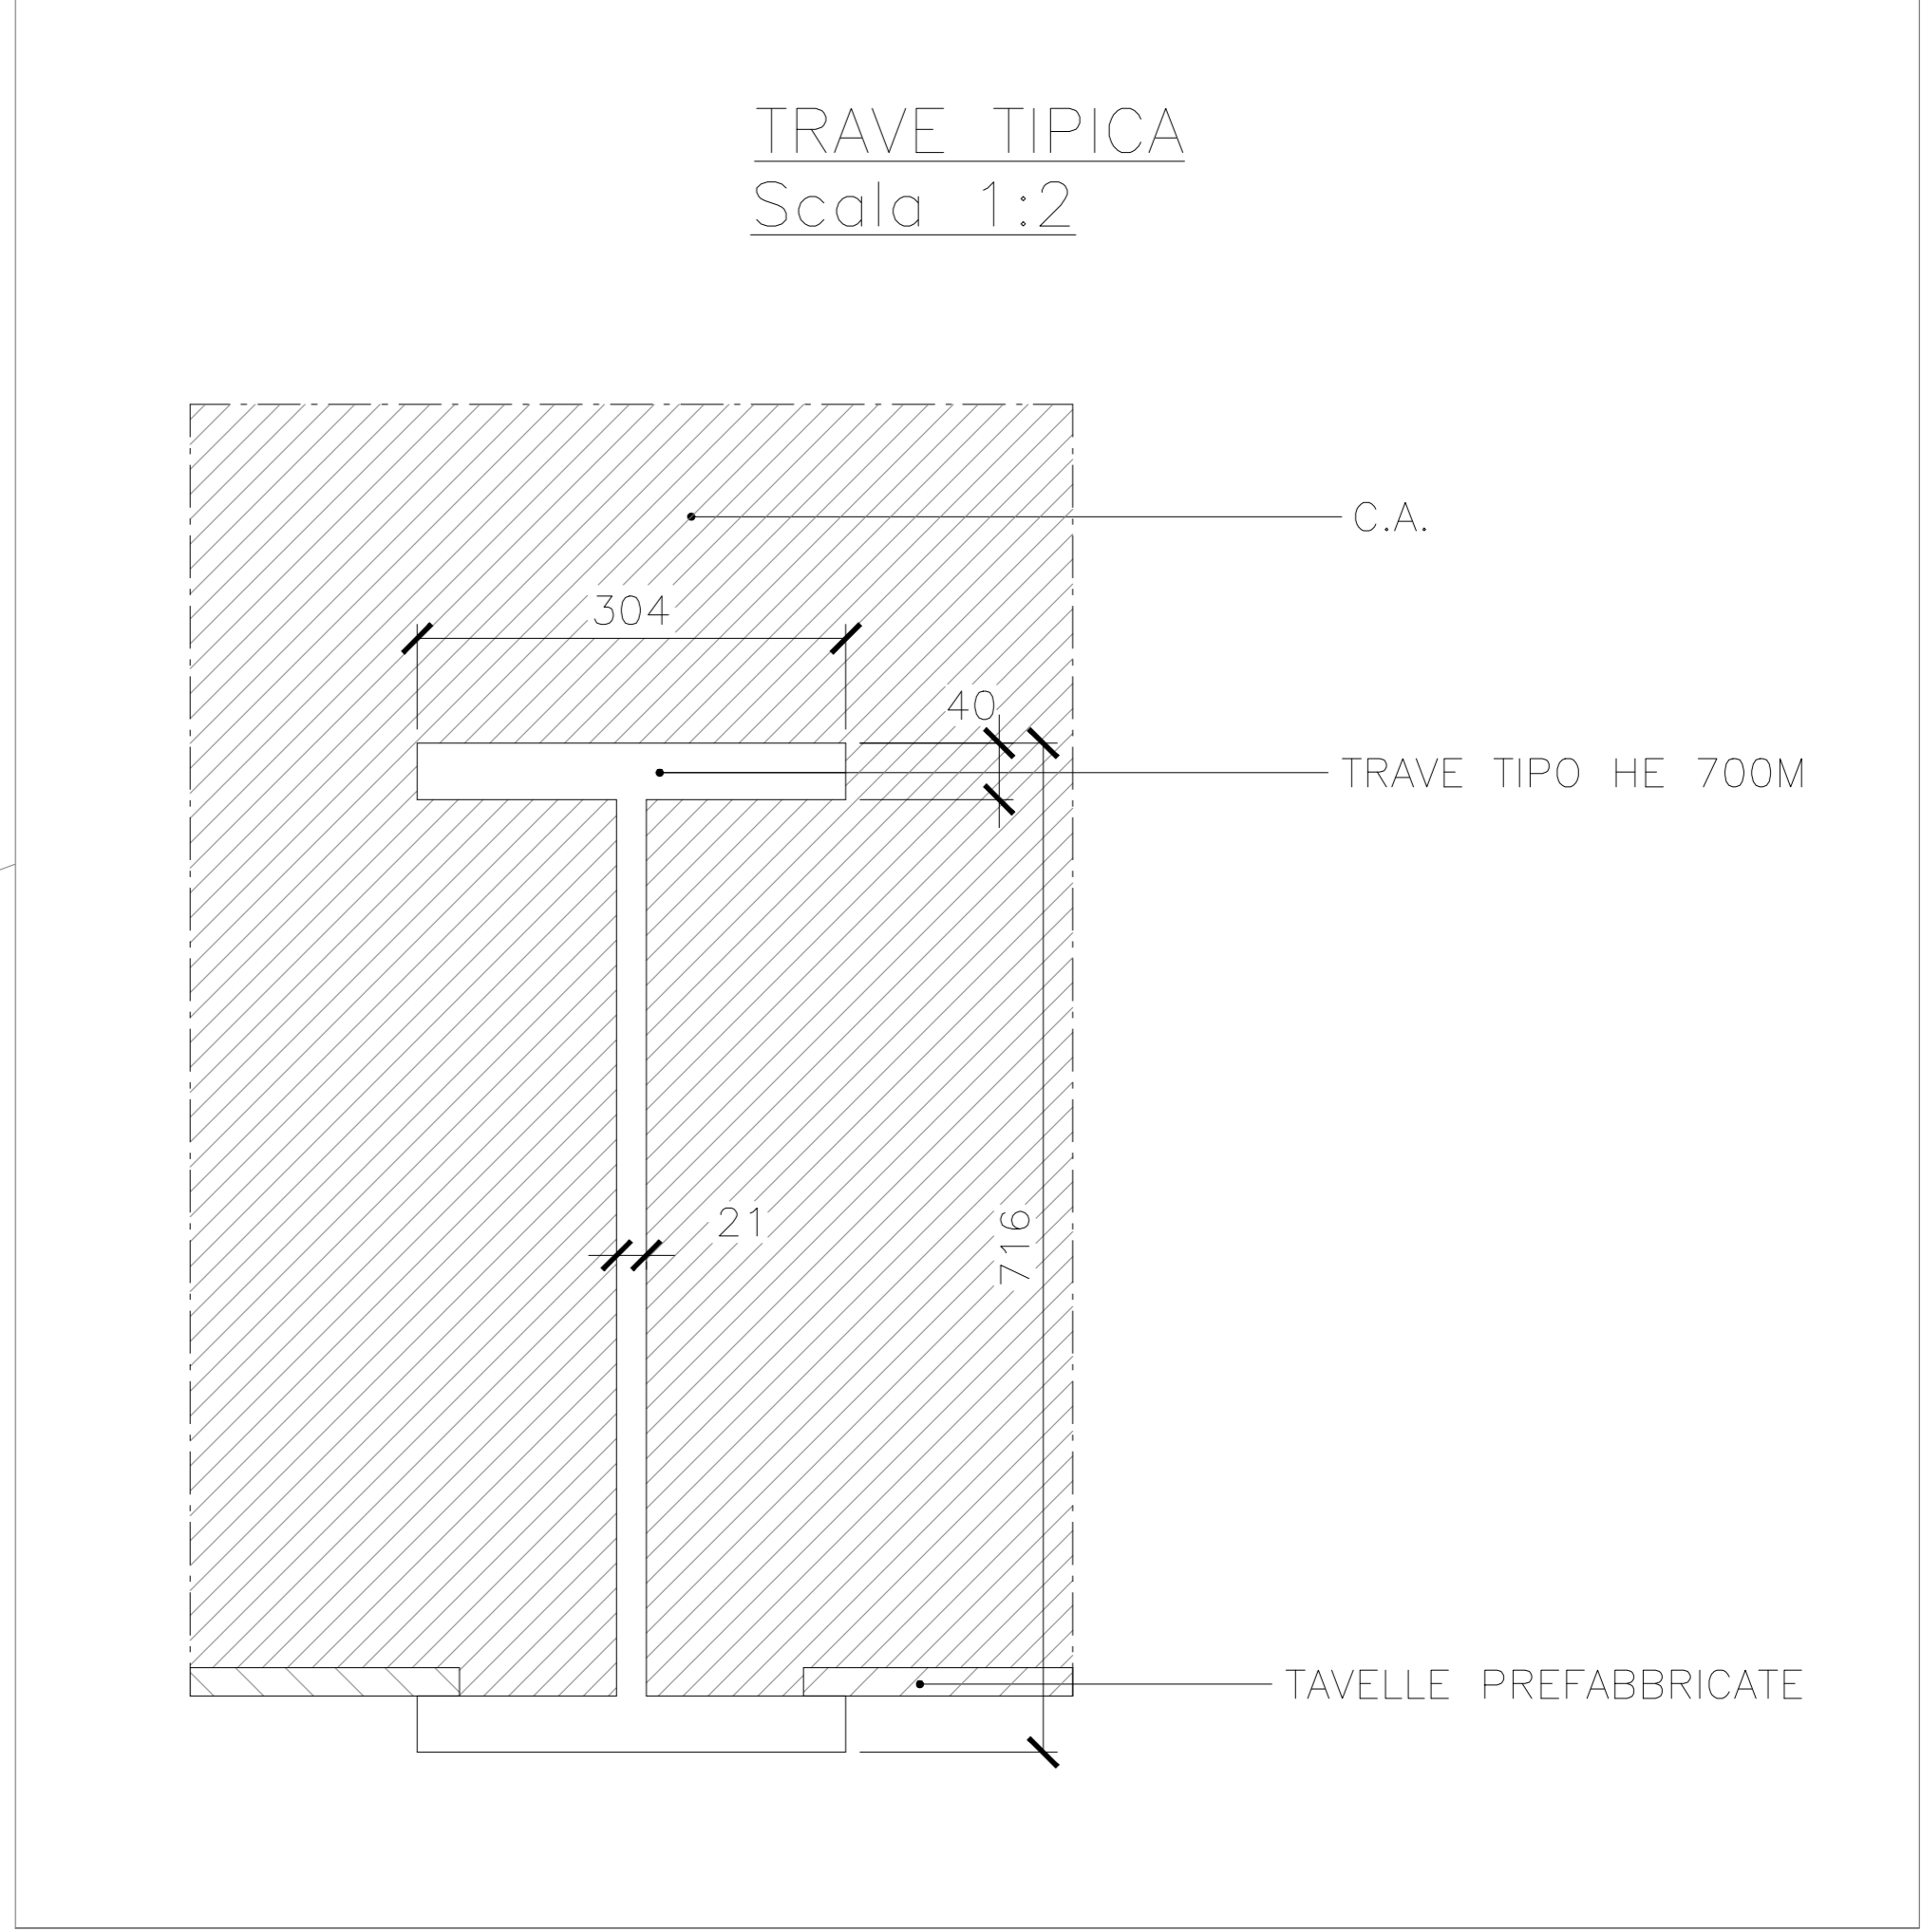 TRAVE TIPICA
Scala 1:2
C.A.
304
40
TRAVE TIPO HE 700M
21
716
TAVELLE PREFABBRICATE